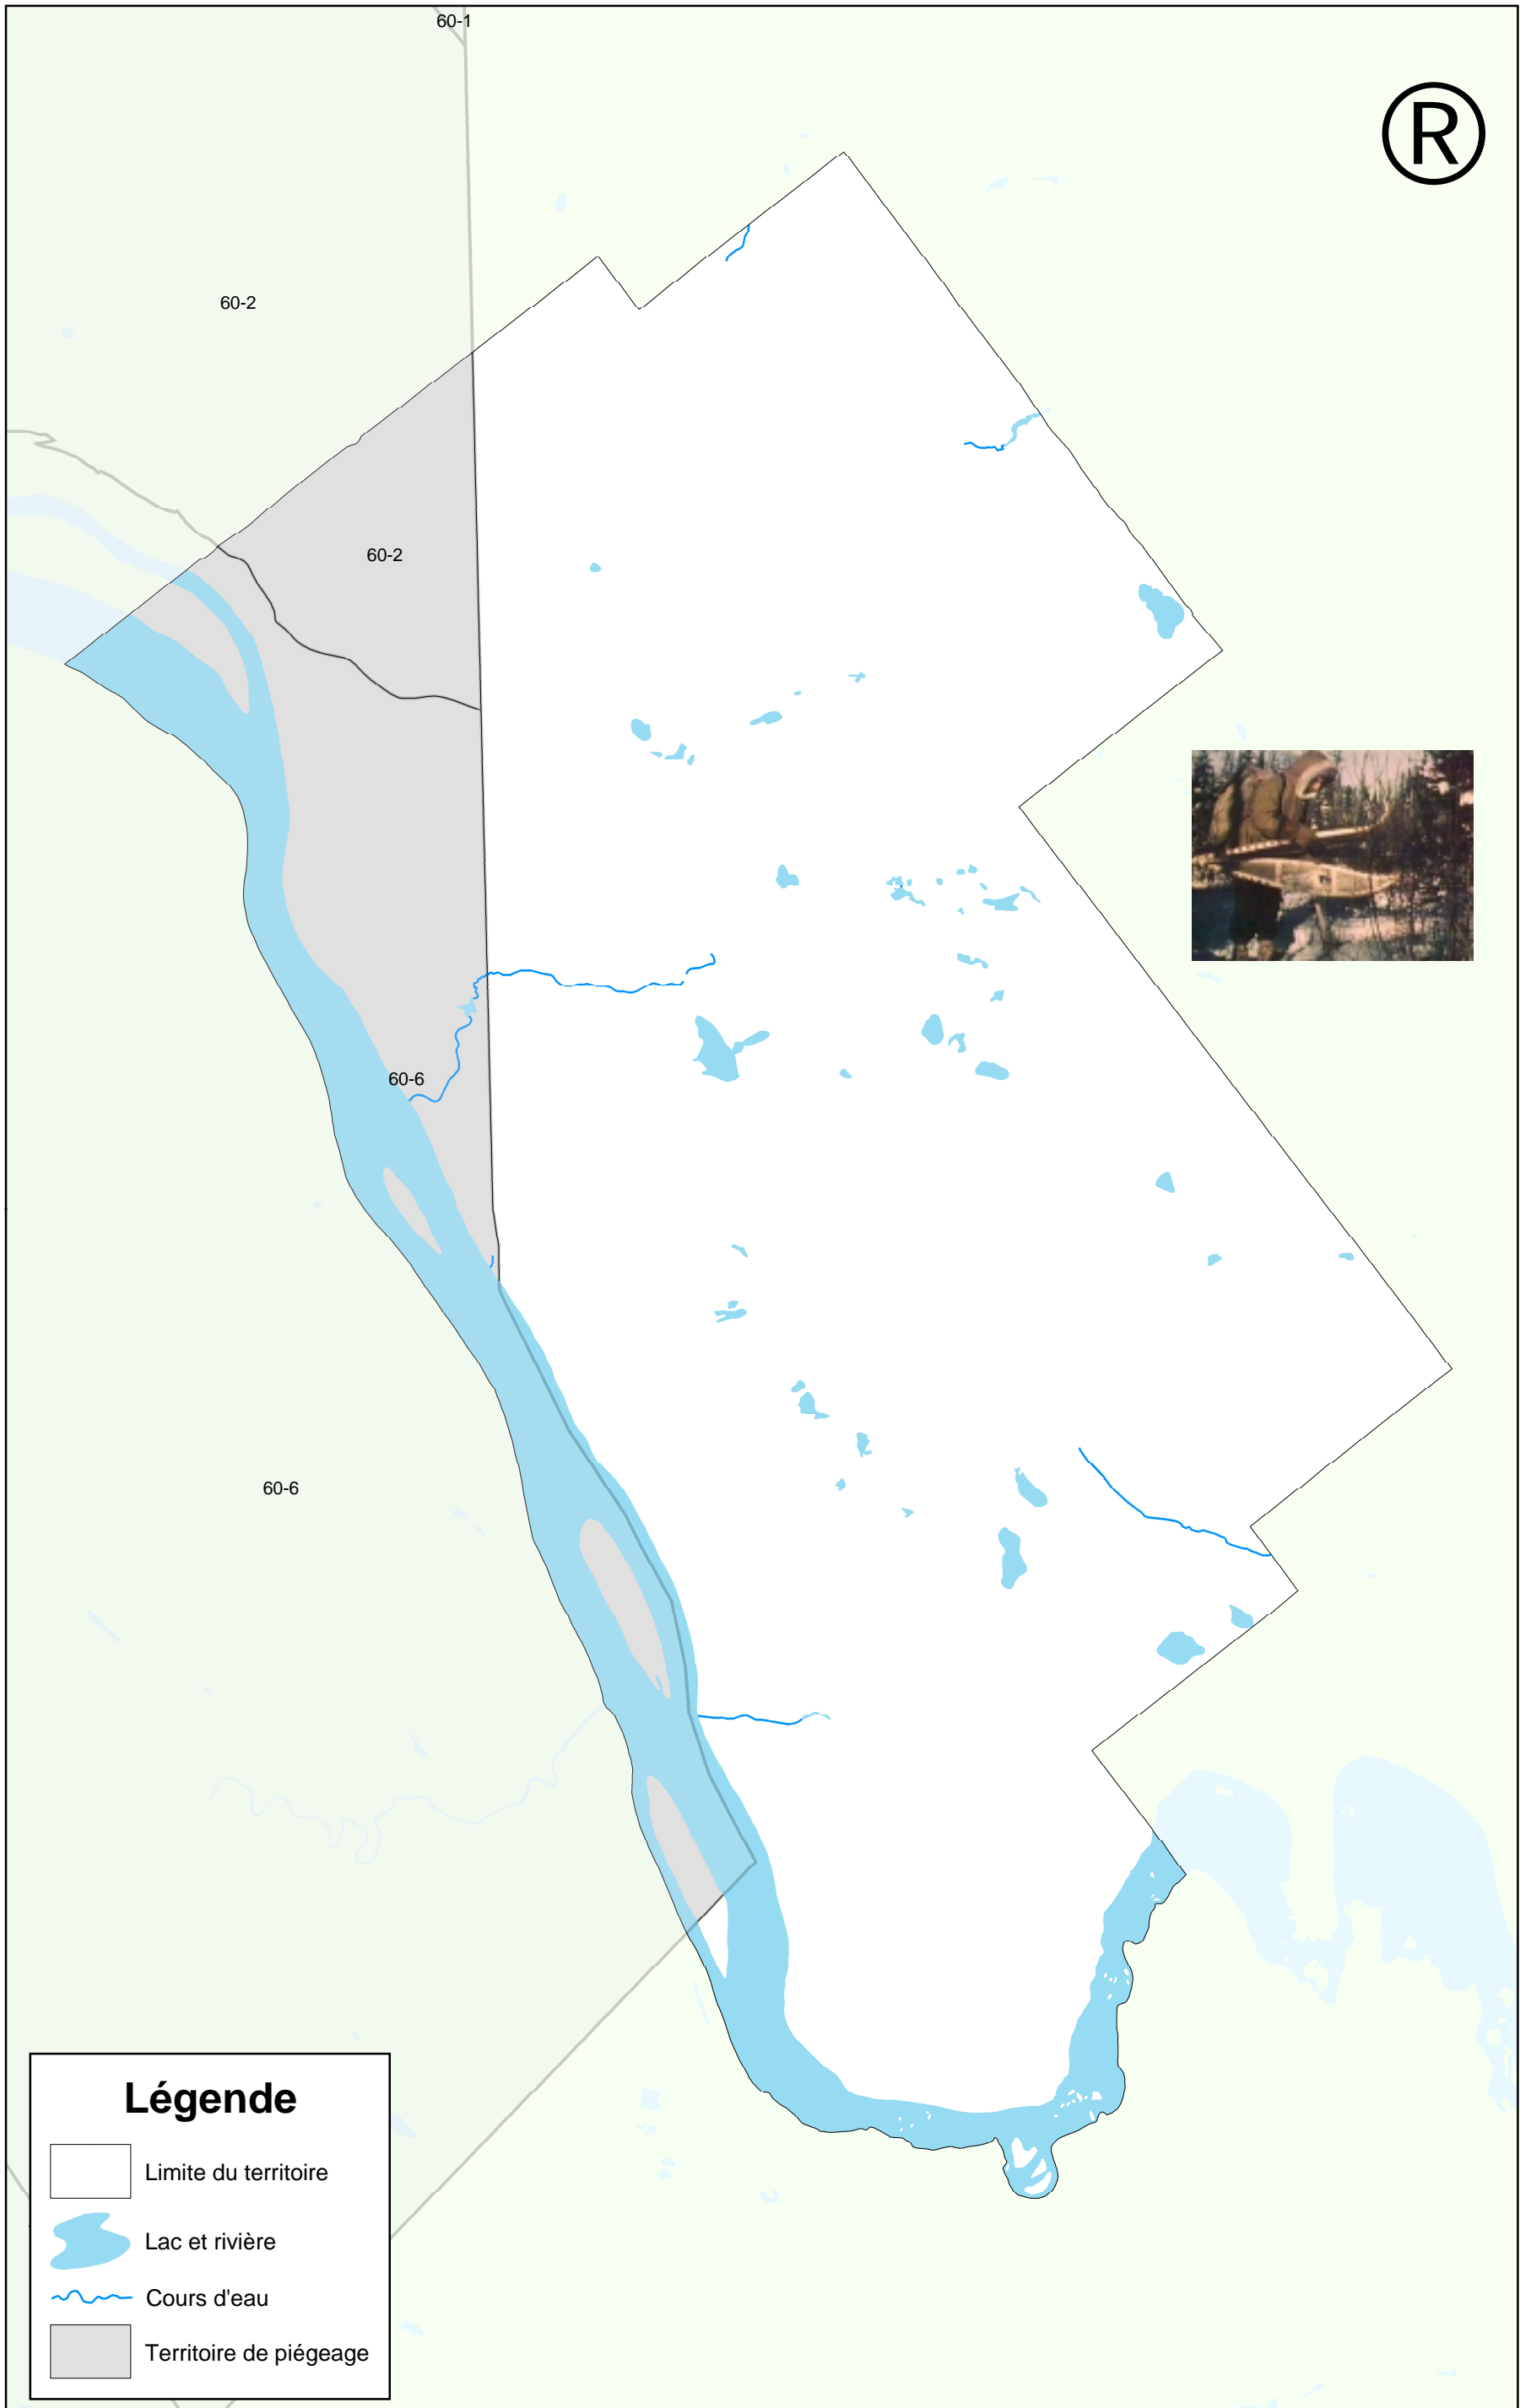 60-1
®
60-2
60-2
60-6
60-6
Légende
Limite du territoire
Lac et rivière
Cours d'eau
Territoire de piégeage